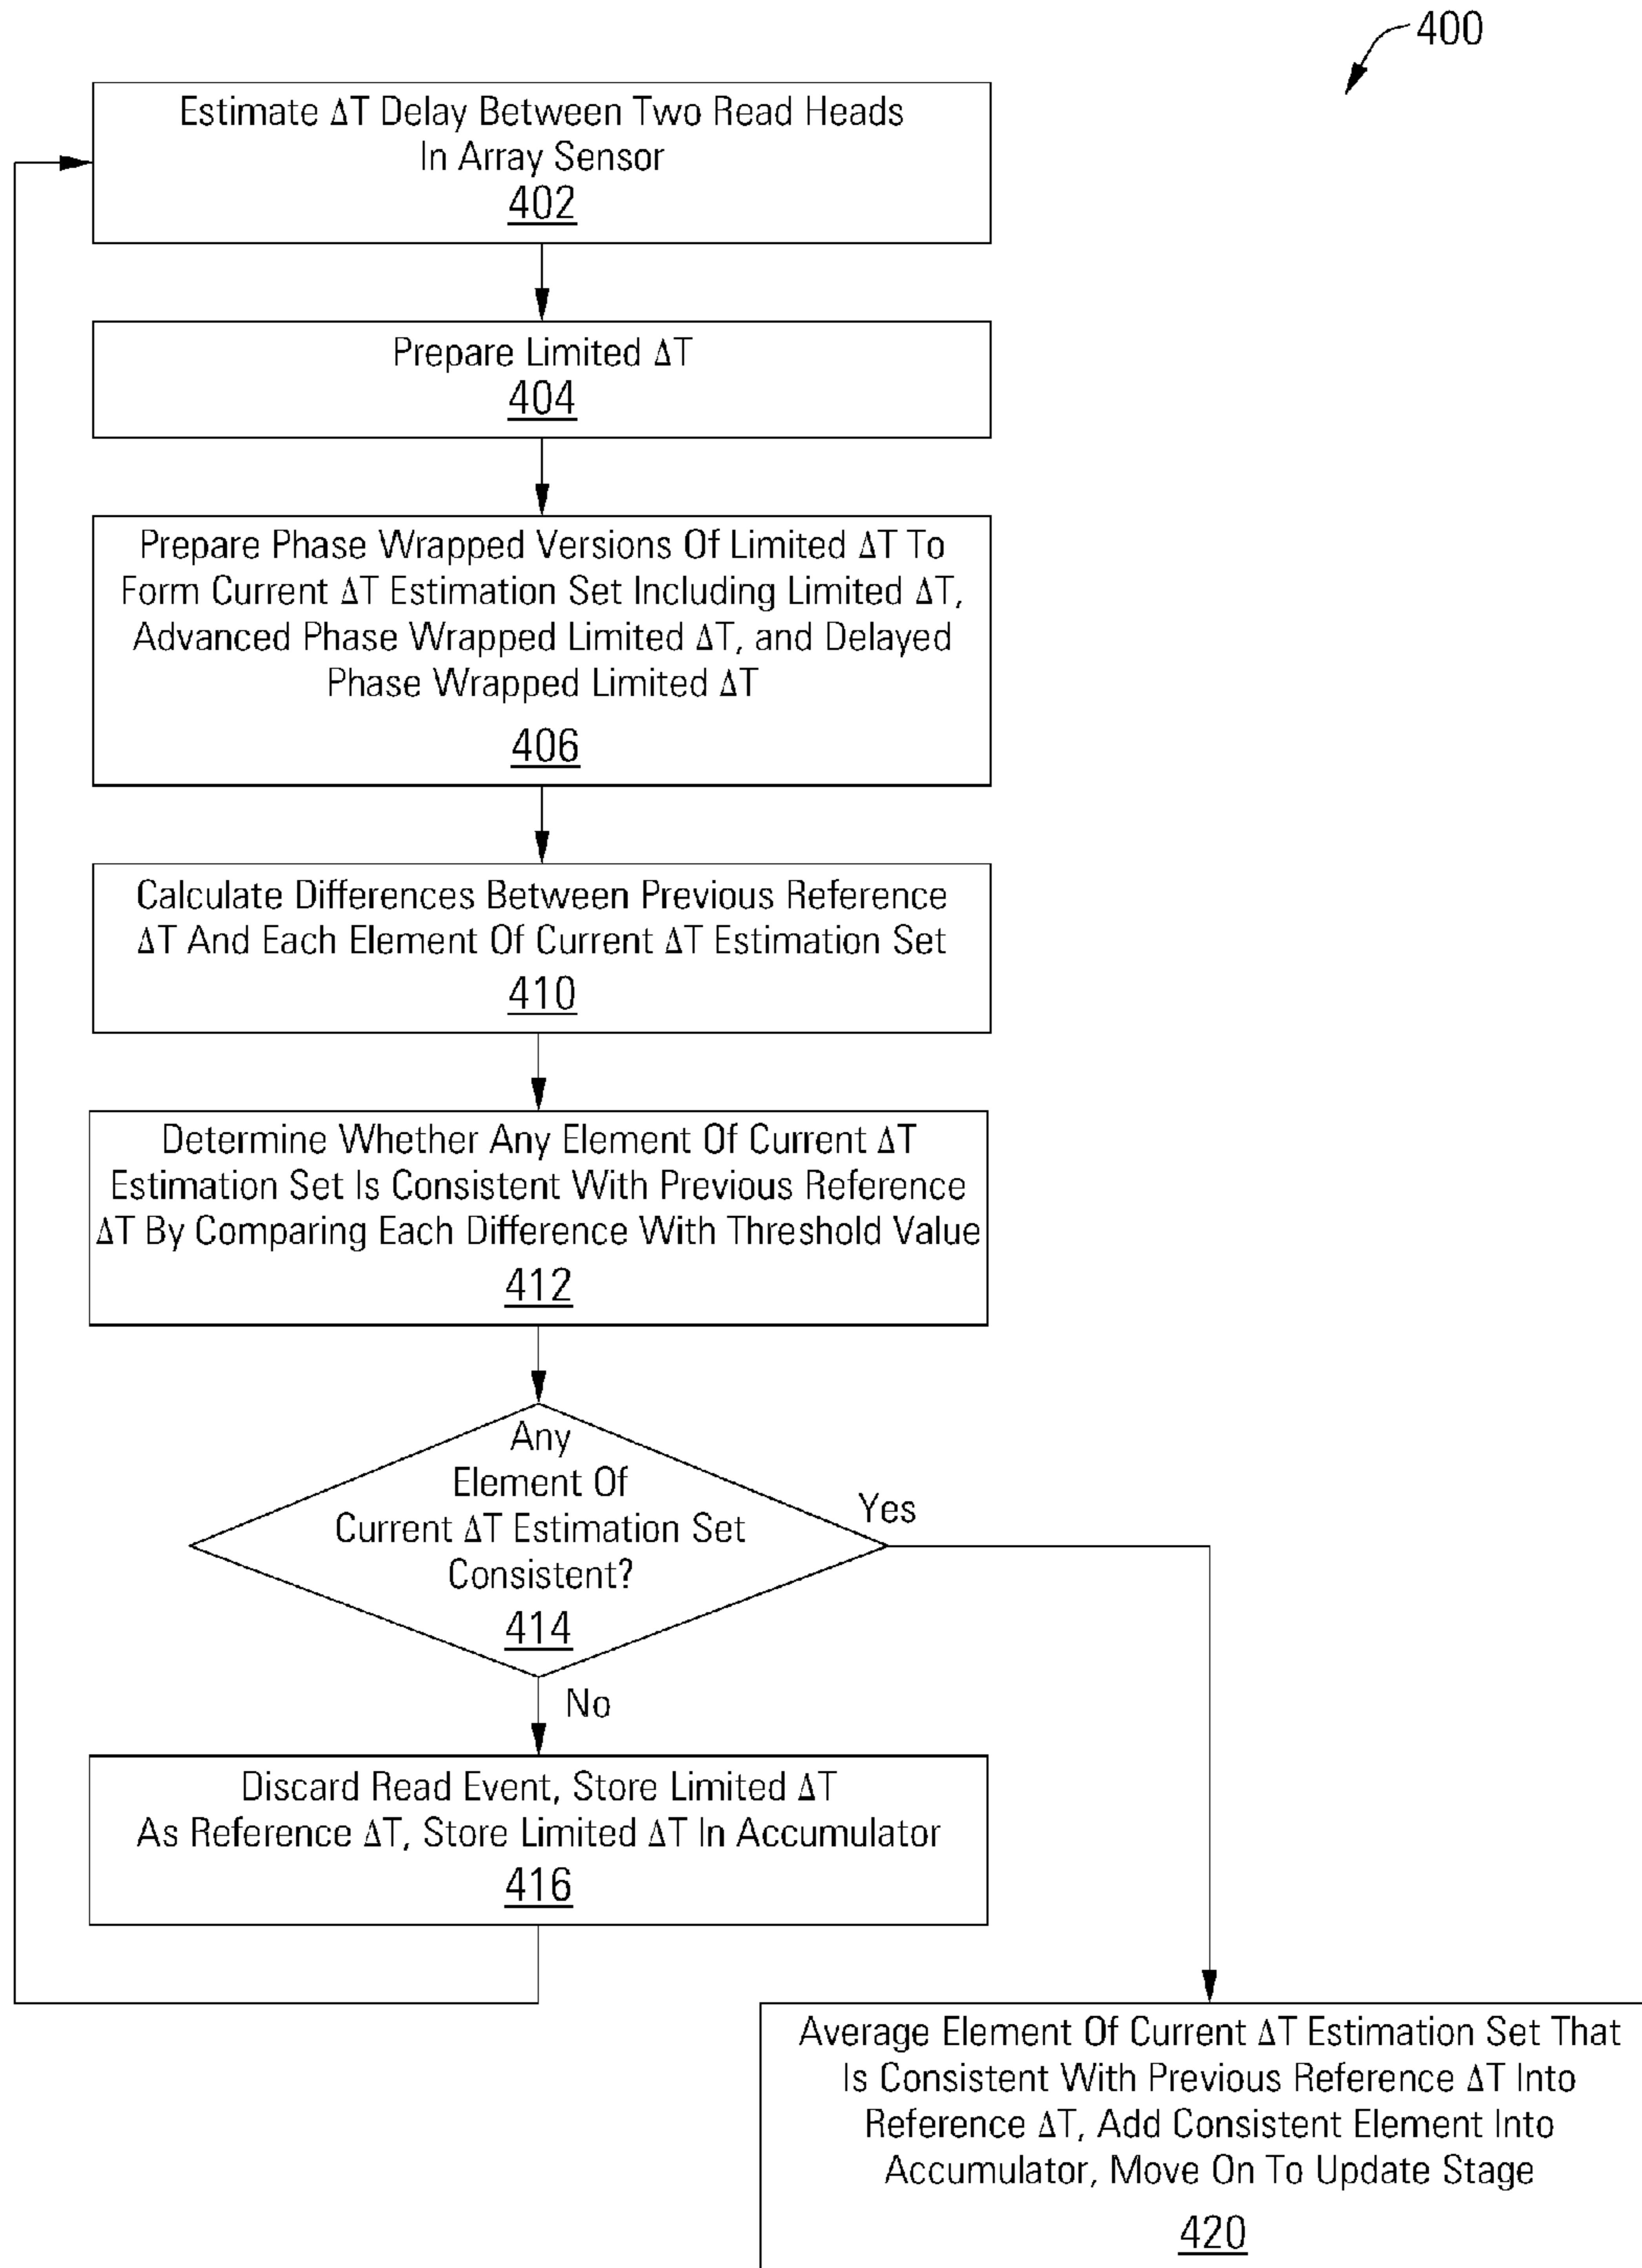 400
Estimate ΔT Delay Between Two Read Heads
In Array Sensor
402
Prepare Limited ΔT
404
Prepare Phase Wrapped Versions Of Limited ΔT To
Form Current ΔT Estimation Set Including Limited ΔT,
Advanced Phase Wrapped Limited ΔT, and Delayed
Phase Wrapped Limited ΔT
406
Calculate Differences Between Previous Reference
ΔT And Each Element Of Current ΔT Estimation Set
410
Determine Whether Any Element Of Current ΔT
Estimation Set Is Consistent With Previous Reference
ΔT By Comparing Each Difference With Threshold Value
412
Any
Element Of
Current ΔT Estimation Set
Consistent?
414
Yes
No
Discard Read Event, Store Limited ΔT
As Reference ΔT, Store Limited ΔT In Accumulator
416
Average Element Of Current ΔT Estimation Set That
Is Consistent With Previous Reference ΔT Into
Reference ΔT, Add Consistent Element Into
Accumulator, Move On To Update Stage
420